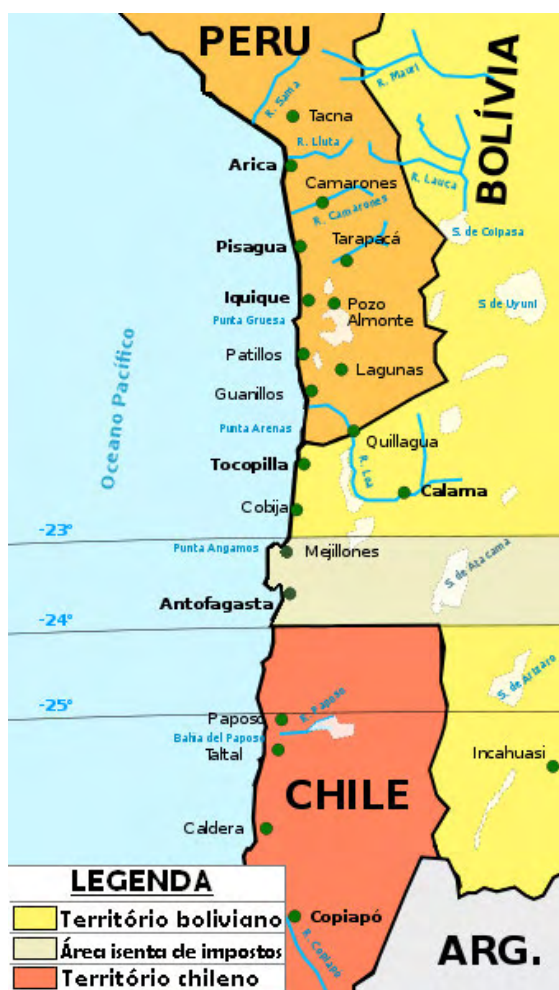 PERU
BOLÍVIA
R. Mauri
R. Sama
Tacna
R. Lluta
Arica
Camarones
R. Lauca
R. Camarones
S. de Coipasa
Pisagua
Tarapacá
Iquique
Pozo
Almonte
S. de Uyuni
Punta Gruesa
Oceano Pacífico
Patillos
Lagunas
Guanillos
Punta Arenas
Quillagua
Tocopilla
R. Loa
Calama
Cobija
-23°
Punta Angamos
Mejillones
S. de Atacama
Antofagasta
-24°
-25°
S. de Arizaro
Paposo
R. Paposo
Bahia del Paposo
Taltal
Incahuasi
CHILE
Caldera
LEGENDA
Território boliviano
Área isenta de impostos
Território chileno
Copiapó
R. Copiapo
ARG.